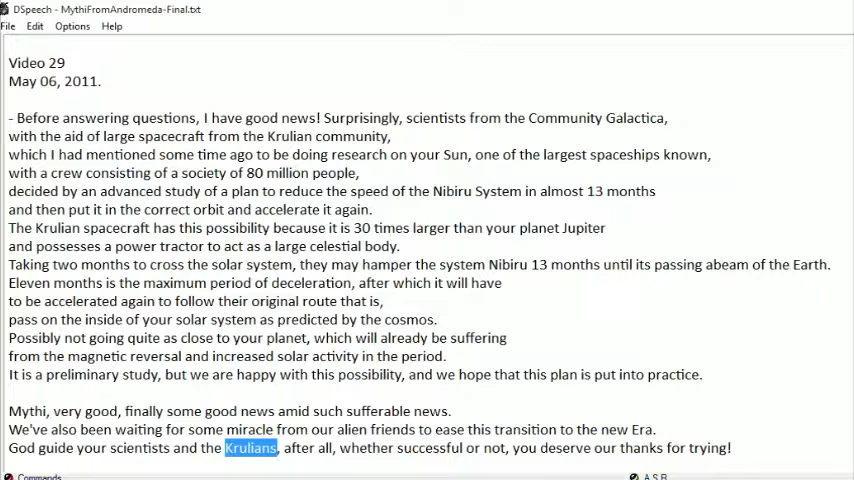 DSpeech - MythiFromAndromeda-Final.txt
File Edit Options Help
Video 29
May 06, 2011.
- Before answering questions, I have good news! Surprisingly, scientists from the Community Galactica,
with the aid of large spacecraft from the Krulian community,
which I had mentioned some time ago to be doing research on your Sun, one of the largest spaceships known,
with a crew consisting of a society of 80 million people,
decided by an advanced study of a plan to reduce the speed of the Nibiru System in almost 13 months
and then put it in the correct orbit and accelerate it again.
The Krulian spacecraft has this possibility because it is 30 times larger than your planet Jupiter
and possesses a power tractor to act as a large celestial body.
Taking two months to cross the solar system, they may hamper the system Nibiru 13 months until its passing abeam of the Earth.
Eleven months is the maximum period of deceleration, after which it will have
to be accelerated again to follow their original route that is,
pass on the inside of your solar system as predicted by the cosmos.
Possibly not going quite as close to your planet, which will already be suffering
from the magnetic reversal and increased solar activity in the period.
It is a preliminary study, but we are happy with this possibility, and we hope that this plan is put into practice.
Mythi, very good, finally some good news amid such sufferable news.
We've also been waiting for some miracle from our alien friends to ease this transition to the new Era.
God guide your scientists and the Krulians, after all, whether successful or not, you deserve our thanks for trying!
Commands A.S.R.